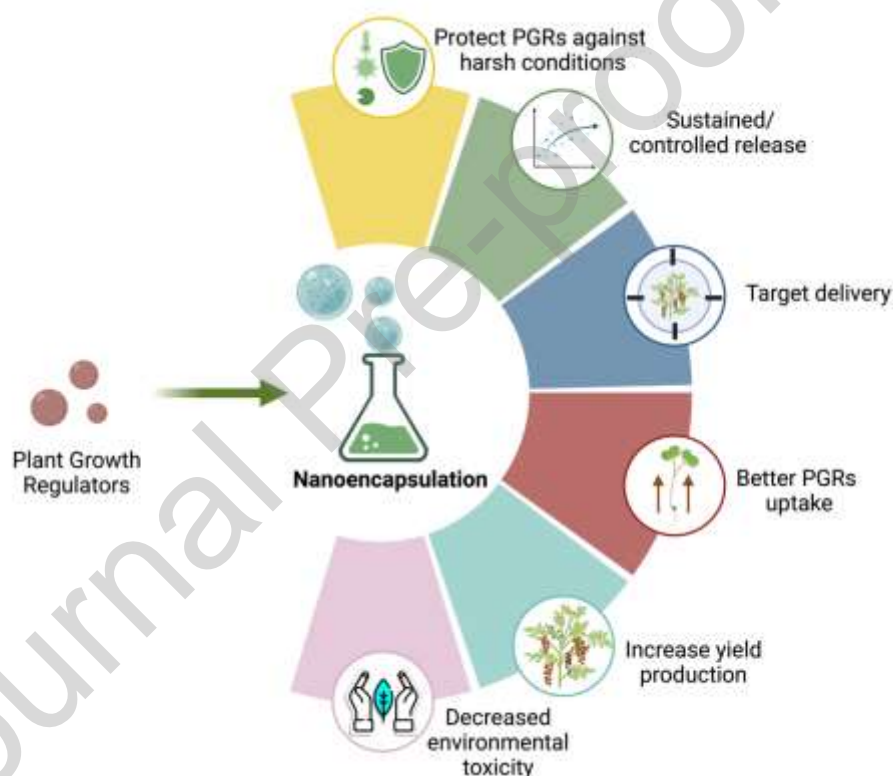 Protect PGRs against
harsh conditions
Sustained/
controlled release
Target delivery
Plant Growth
Regulators
Nanoencapsulation
Better PGRs
uptake
Increase yield
production
Decreased
environmental
toxicity
Journal Pre-proof